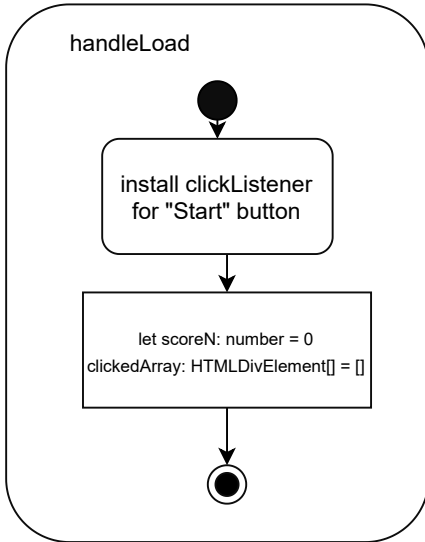 handleLoad
install clickListener
for "Start" button
let scoreN: number = 0
clickedArray: HTMLDivElement[] = []